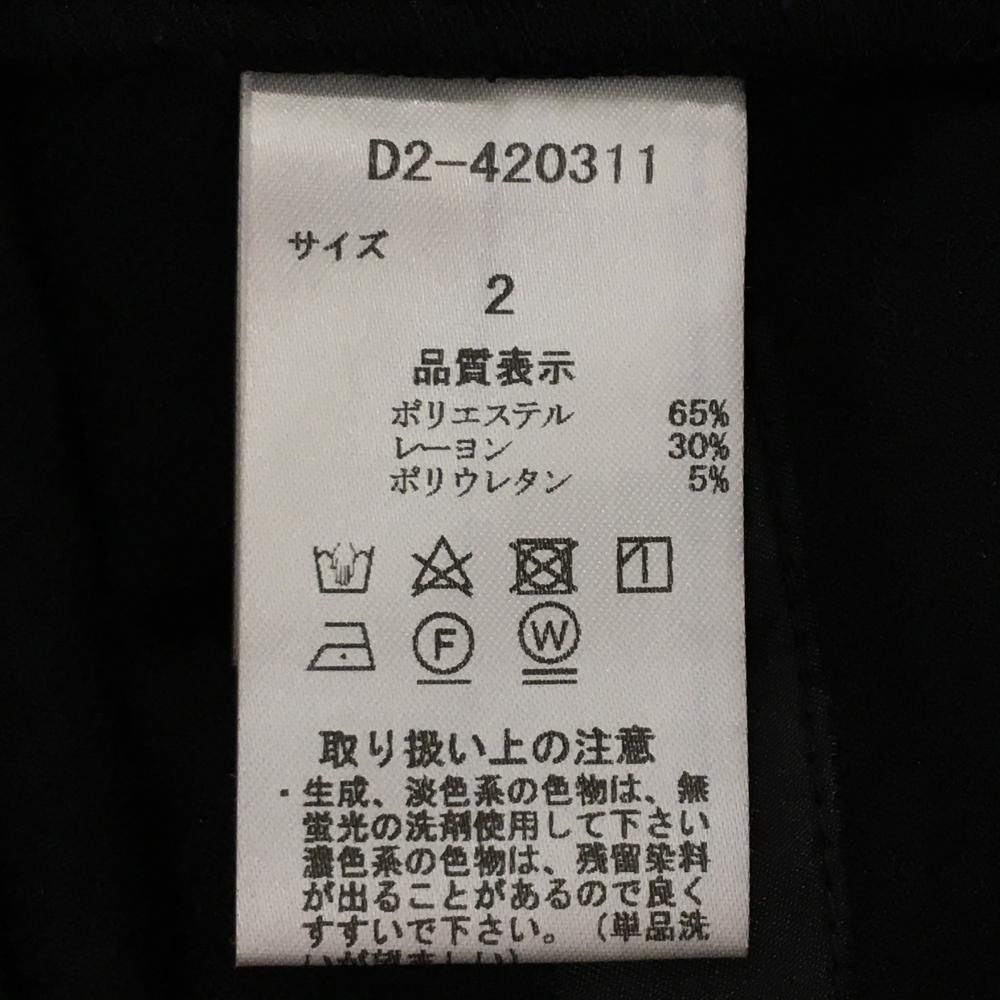 D2-420311
サイズ
2
品質表示
ポリエステル 65%
レーヨン 30%
ポリウレタン 5%
F W
取り扱い上の注意
・生成、淡色系の色物は、無
蛍光の洗剤使用して下さい
濃色系の色物は、残留染料
が出ることがあるので良く
すすいで下さい。（単品洗